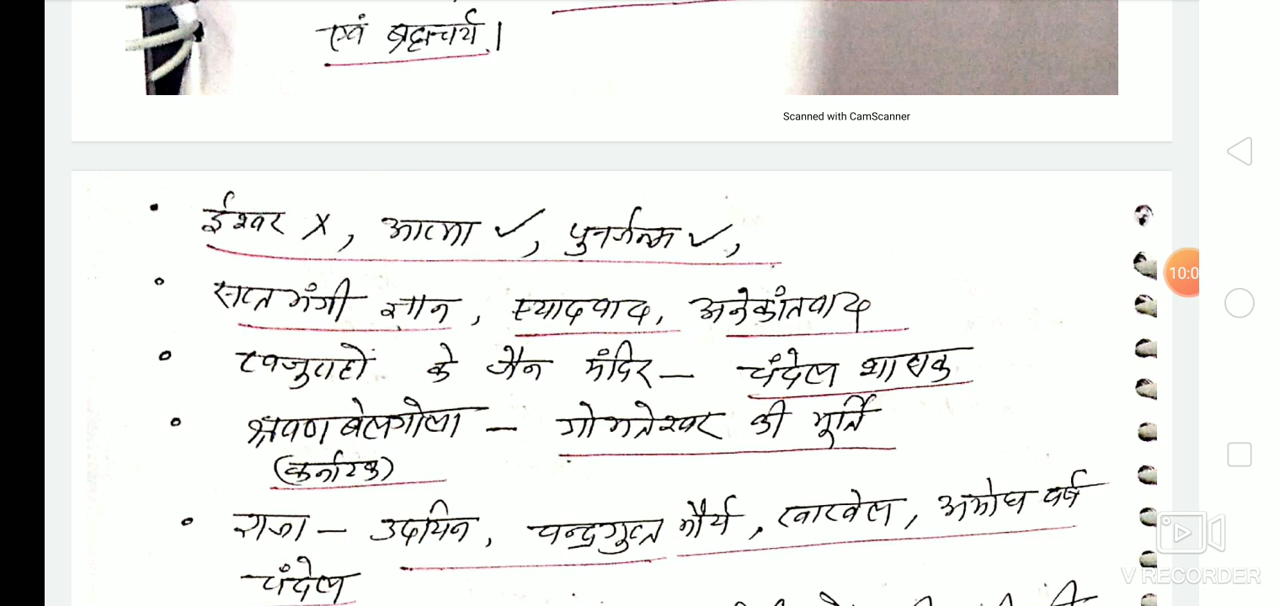 एवं ब्रह्मचर्य।
Scanned with CamScanner
• ईश्वर X, आत्मा ✓, पुनर्जन्म ✓,
• सप्तभंगी ज्ञान, स्यादवाद, अनेकांतवाद
10:0
• खजुराहों के जैन मंदिर – चंदेल शासक
• श्रवणबेलगोला – गोमतेश्वर की मूर्ति
(कर्नाटक)
• राजा – उदयिन, चन्द्रगुप्त मौर्य, खारवेल, अमोघ वर्ष
चंदेल
V RECORDER